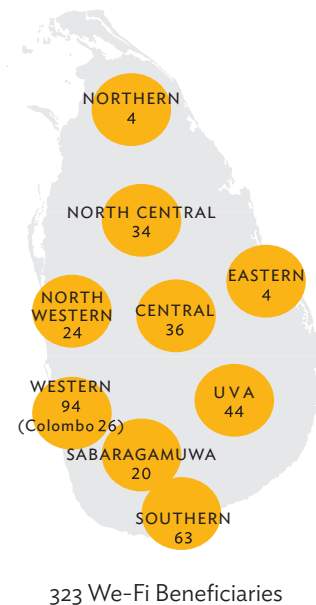 NORTHERN
4
NORTH CENTRAL
34
EASTERN
4
NORTH
WESTERN
24
CENTRAL
36
WESTERN
94
(Colombo 26)
UVA
44
SABARAGAMUWA
20
SOUTHERN
63
323 We-Fi Beneficiaries